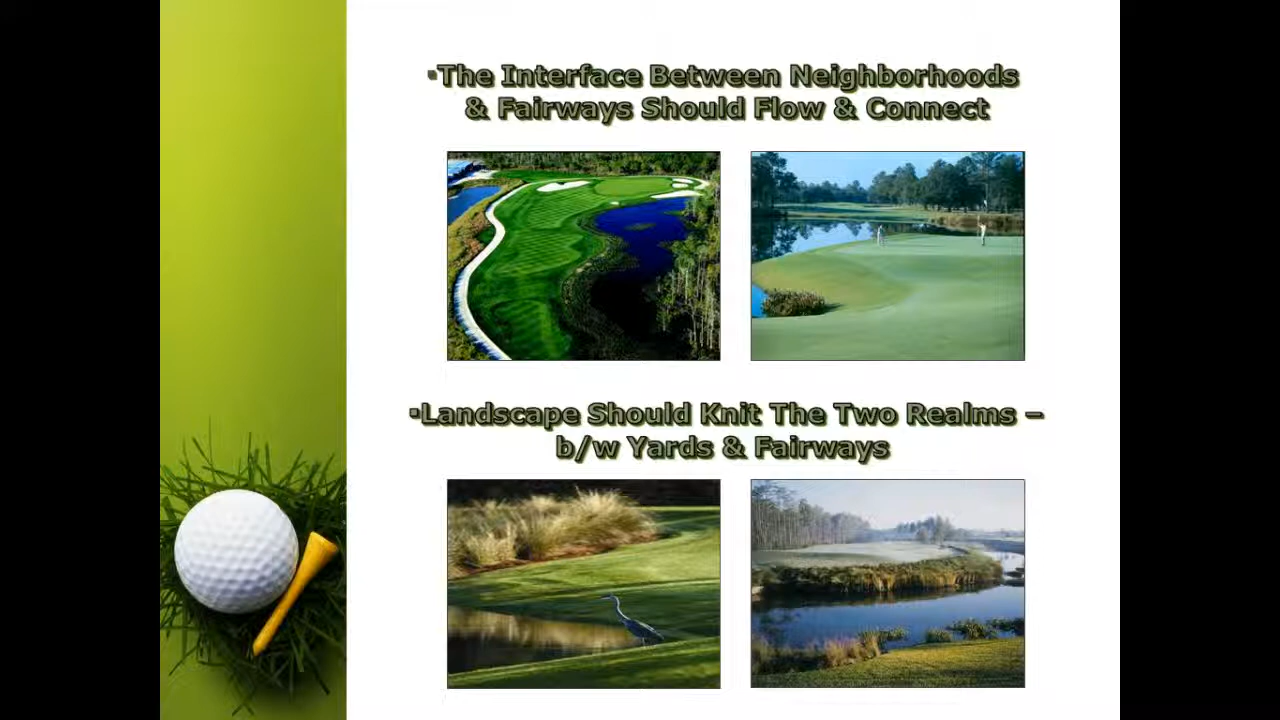 ▪The Interface Between Neighborhoods
& Fairways Should Flow & Connect
▪Landscape Should Knit The Two Realms –
b/w Yards & Fairways